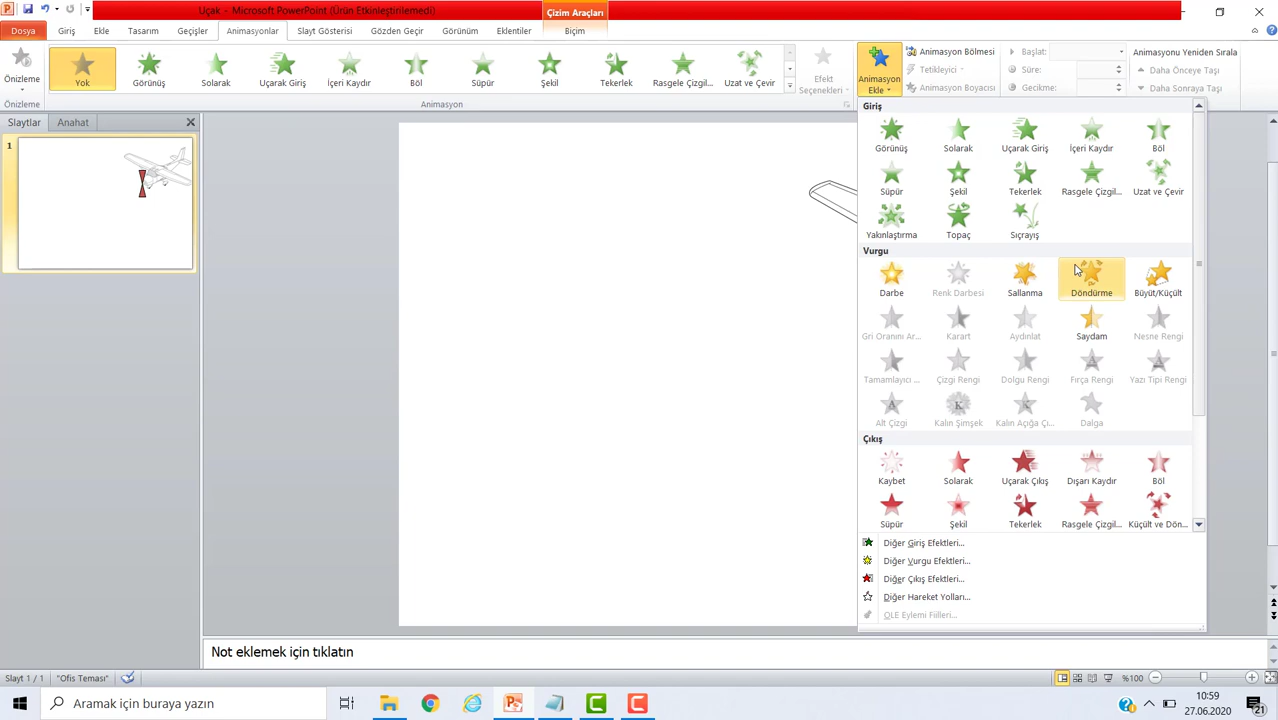 Uçak - Microsoft PowerPoint (Ürün Etkinleştirilemedi)
Çizim Araçları
Dosya Giriş Ekle Tasarım Geçişler Animasyonlar Slayt Gösterisi Gözden Geçir Görünüm Eklentiler Biçim
Önizleme
Yok Görünüş Solarak Uçarak Giriş İçeri Kaydır Böl Süpür Şekil Tekerlek Rasgele Çizgil... Uzat ve Çevir
Efekt Seçenekleri
Animasyon Ekle
Animasyon Bölmesi
Tetikleyici
Animasyon Boyacısı
Başlat:
Süre:
Gecikme:
Animasyonu Yeniden Sırala
Daha Önceye Taşı
Daha Sonraya Taşı
Önizleme Animasyon
Slaytlar Anahat
1
Giriş
Görünüş Solarak Uçarak Giriş İçeri Kaydır Böl
Süpür Şekil Tekerlek Rasgele Çizgil... Uzat ve Çevir
Yakınlaştırma Topaç Sıçrayış
Vurgu
Darbe Renk Darbesi Sallanma Döndürme Büyüt/Küçült
Gri Oranını Ar... Karart Aydınlat Saydam Nesne Rengi
Tamamlayıcı ... Çizgi Rengi Dolgu Rengi Fırça Rengi Yazı Tipi Rengi
Alt Çizgi Kalın Şimşek Kalın Açığa Çı... Dalga
Çıkış
Kaybet Solarak Uçarak Çıkış Dışarı Kaydır Böl
Süpür Şekil Tekerlek Rasgele Çizgil... Küçült ve Dön...
Diğer Giriş Efektleri...
Diğer Vurgu Efektleri...
Diğer Çıkış Efektleri...
Diğer Hareket Yolları...
OLE Eylemi Fiilleri...
Not eklemek için tıklatın
Slayt 1 / 1 "Ofis Teması" %100
Aramak için buraya yazın
10:59
27.06.2020
21